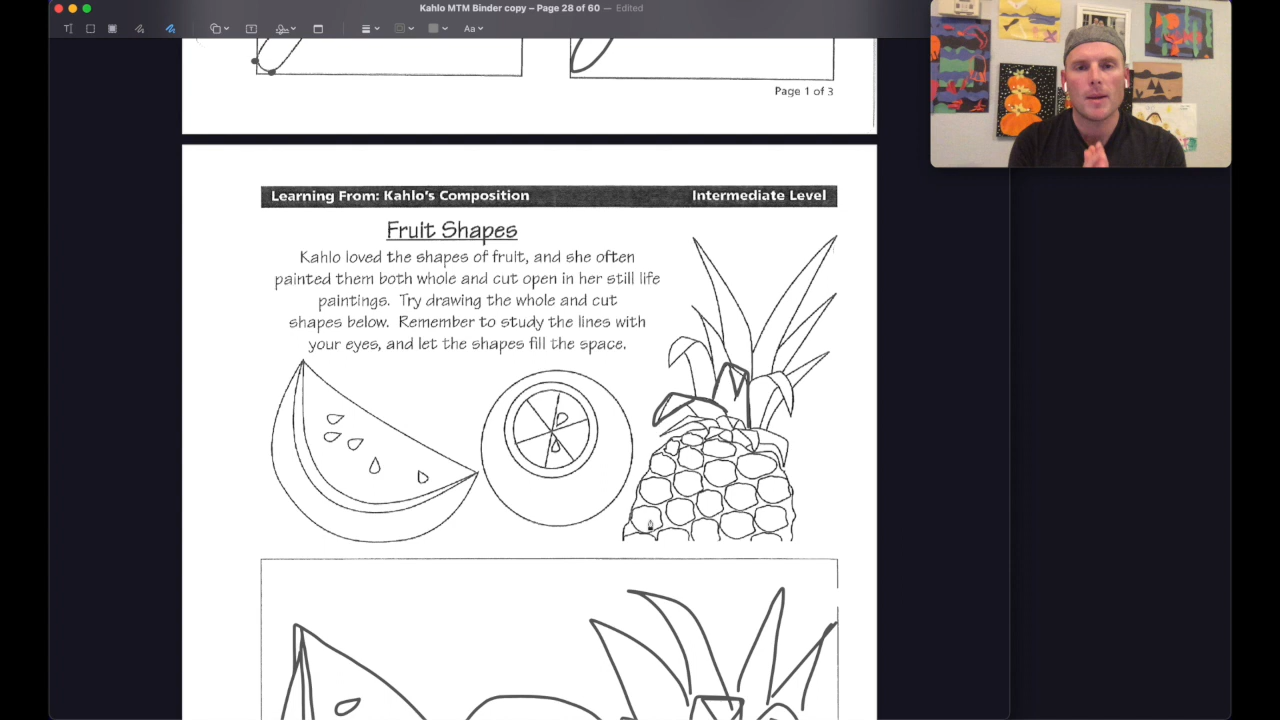 Kahlo MTM Binder copy – Page 28 of 60 — Edited
Aa
Page 1 of 3
Learning From: Kahlo's Composition Intermediate Level
Fruit Shapes
Kahlo loved the shapes of fruit, and she often
painted them both whole and cut open in her still life
paintings. Try drawing the whole and cut
shapes below. Remember to study the lines with
your eyes, and let the shapes fill the space.